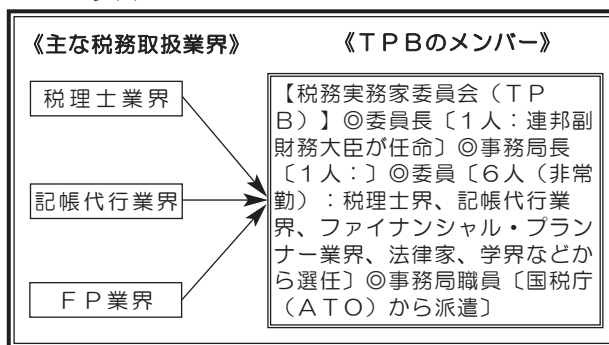 《主な税務取扱業界》
《ＴＰＢのメンバー》
税理士業界
記帳代行業界
ＦＰ業界
【税務実務家委員会（ＴＰ
Ｂ）】◎委員長〔１人：連邦副
財務大臣が任命〕◎事務局長
〔１人：〕◎委員〔６人（非常
勤）：税理士界、記帳代行業
界、ファイナンシャル・プラン
ナー業界、法律家、学界などか
ら選任〕◎事務局職員〔国税庁
（ＡＴＯ）から派遣〕